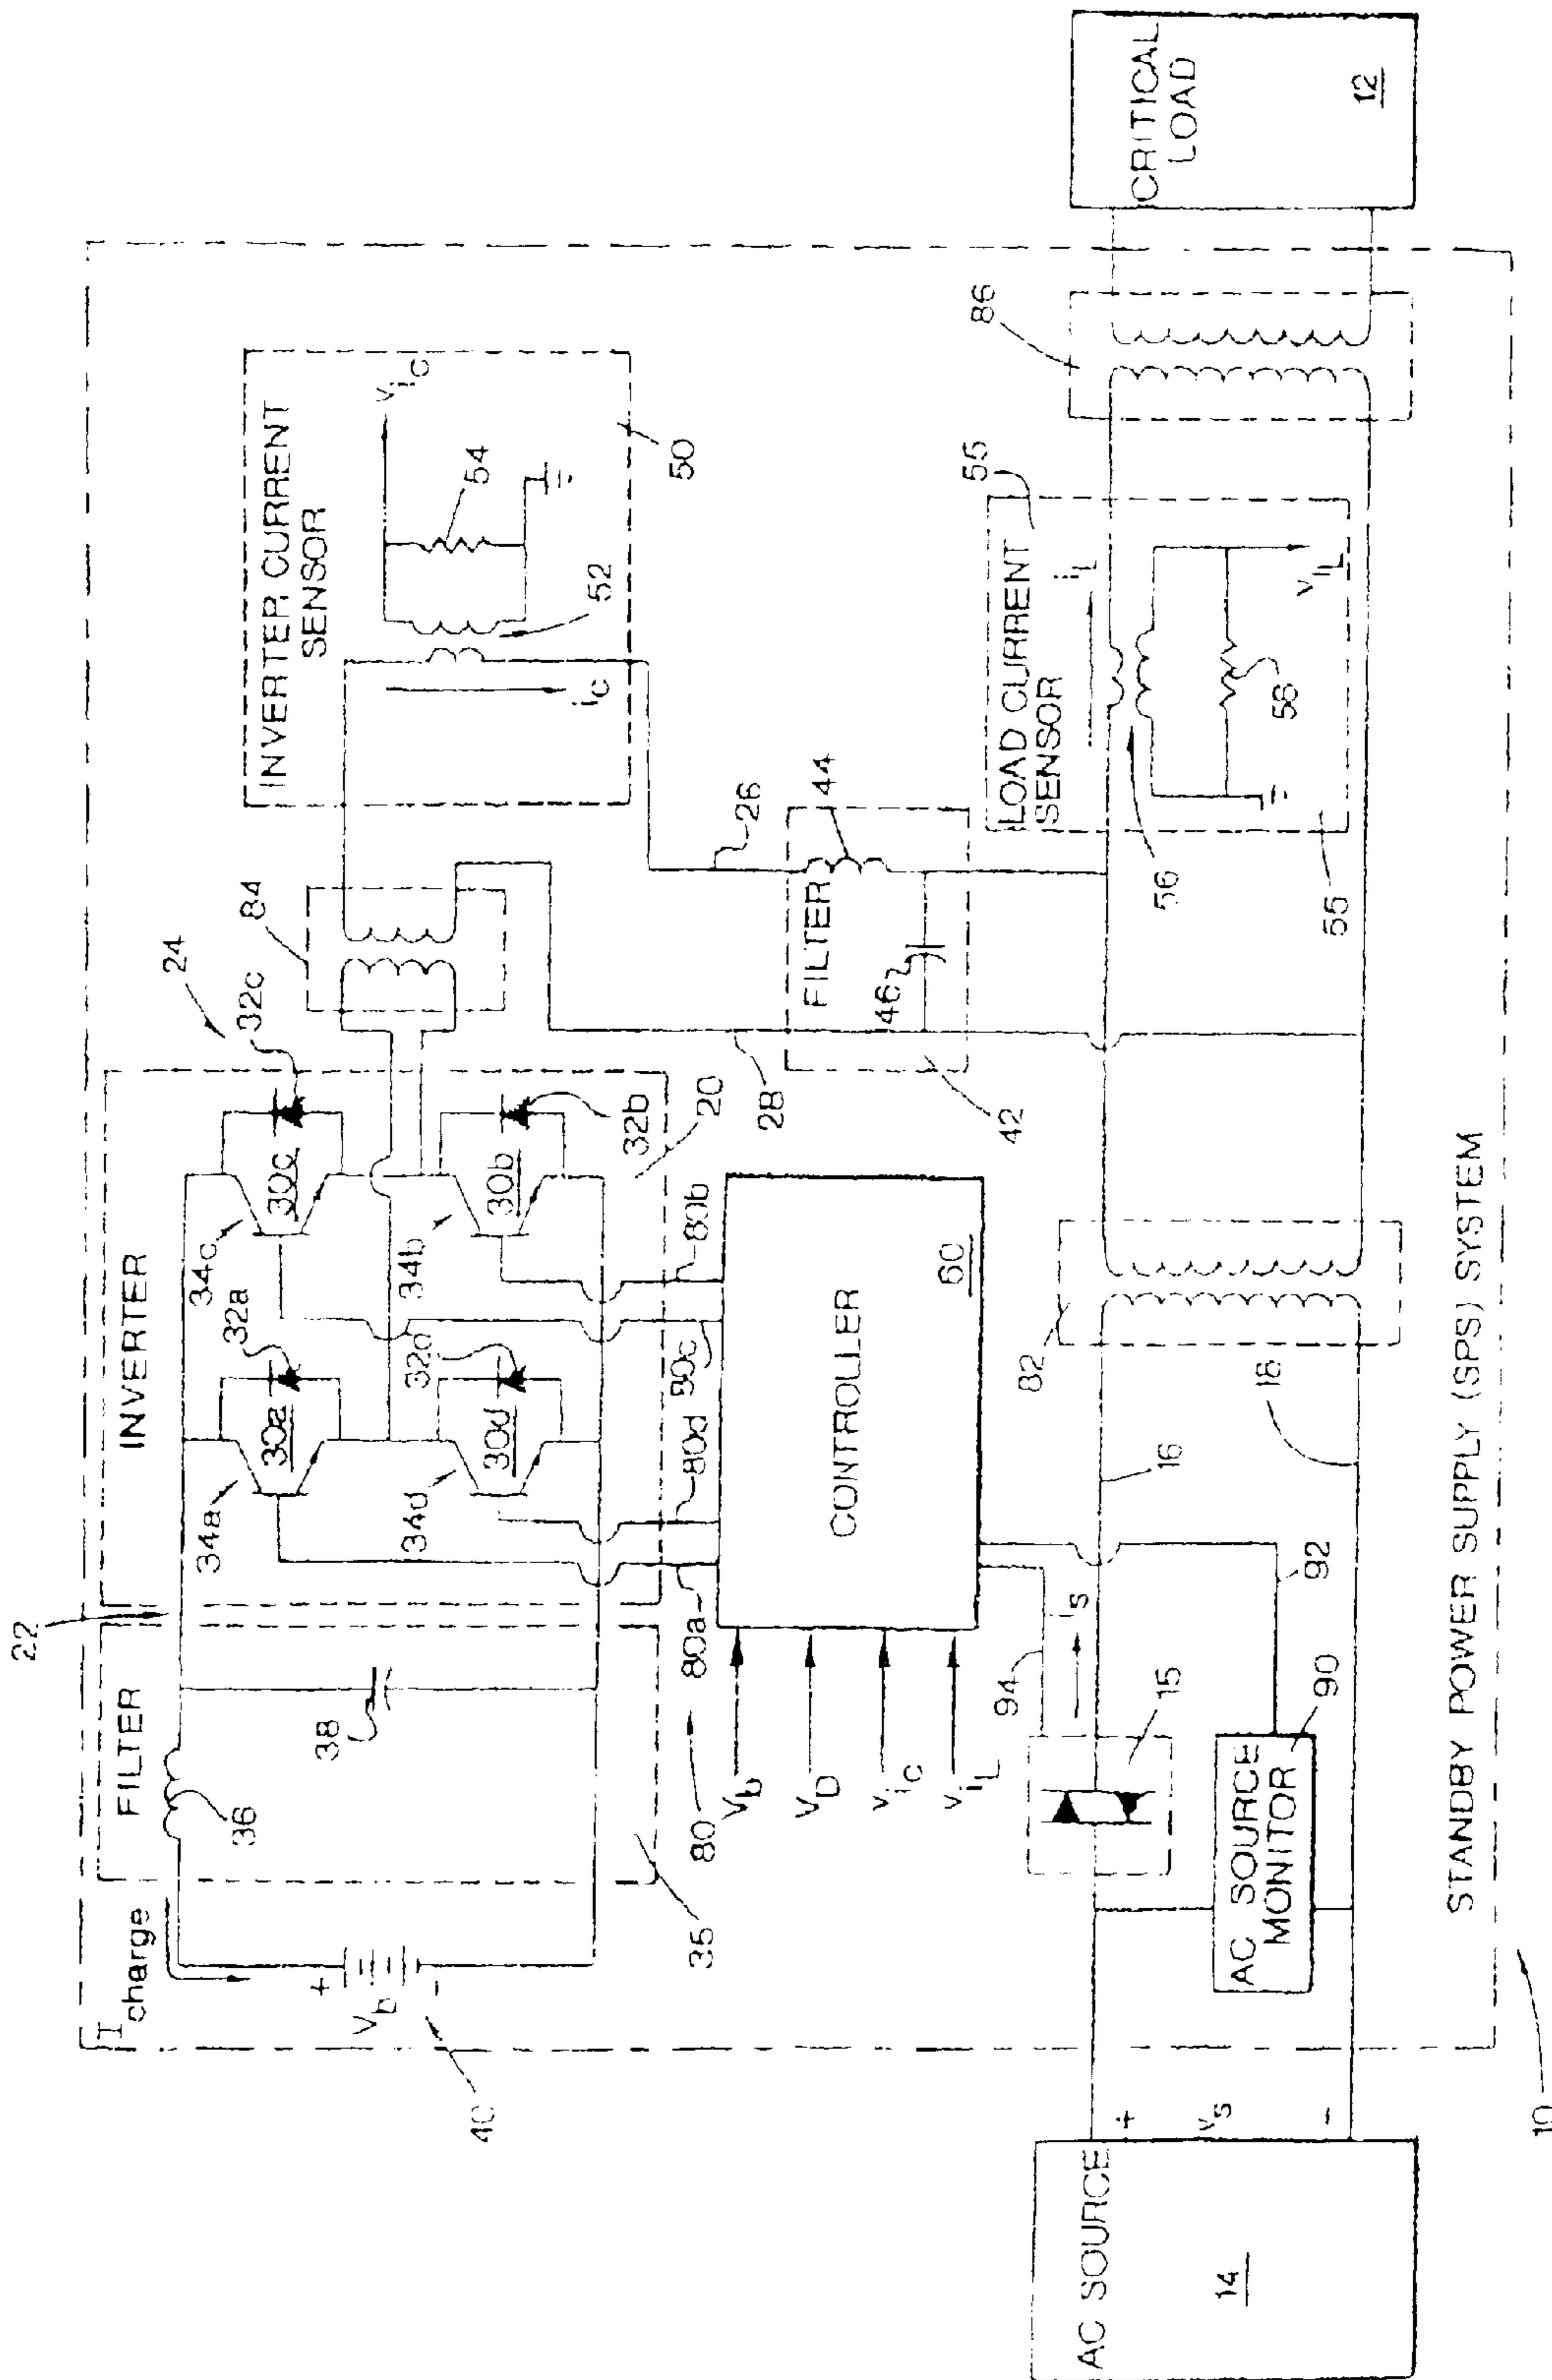 22
24
I charge
FILTER
INVERTER
36
38
35
40
+
V b
-
34a
30a
32a
34c
30c
32c
34d
30d
32d
34b
30b
32b
20
84
INVERTER CURRENT
SENSOR
v i c
54
52
i c
50
80
80a
80d
80c
80b
V b
V D
v i c
v i L
CONTROLLER
60
28
26
FILTER
44
46
42
LOAD CURRENT
SENSOR
55
i L
56
58
v i L
55
86
CRITICAL
LOAD
12
94
i s
15
16
82
18
AC SOURCE
MONITOR
90
92
AC SOURCE
14
+
v s
-
STANDBY POWER SUPPLY (SPS) SYSTEM
10